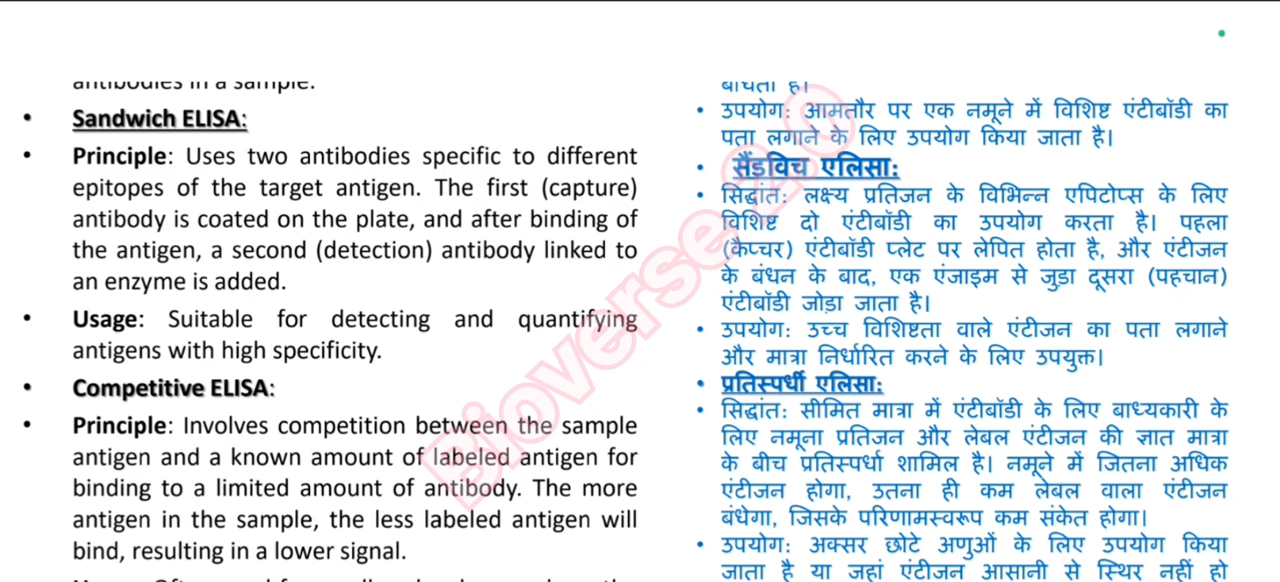 antibodies in a sample.
• Sandwich ELISA:
• Principle: Uses two antibodies specific to different
epitopes of the target antigen. The first (capture)
antibody is coated on the plate, and after binding of
the antigen, a second (detection) antibody linked to
an enzyme is added.
• Usage: Suitable for detecting and quantifying
antigens with high specificity.
• Competitive ELISA:
• Principle: Involves competition between the sample
antigen and a known amount of labeled antigen for
binding to a limited amount of antibody. The more
antigen in the sample, the less labeled antigen will
bind, resulting in a lower signal.
है।
• उपयोग: आमतौर पर एक नमूने में विशिष्ट एंटीबॉडी का
पता लगाने के लिए उपयोग किया जाता है।
• सैंडविच एलिसा:
• सिद्धांत: लक्ष्य प्रतिजन के विभिन्न एपिटोप्स के लिए
विशिष्ट दो एंटीबॉडी का उपयोग करता है। पहला
(कैप्चर) एंटीबॉडी प्लेट पर लेपित होता है, और एंटीजन
के बंधन के बाद, एक एंजाइम से जुडा दूसरा (पहचान)
एंटीबॉडी जोड़ा जाता है।
• उपयोग: उच्च विशिष्टता वाले एंटीजन का पता लगाने
और मात्रा निर्धारित करने के लिए उपयुक्त।
• प्रतिस्पर्धी एलिसा:
• सिद्धांत: सीमित मात्रा में एंटीबॉडी के लिए बाध्यकारी के
लिए नमूना प्रतिजन और लेबल एंटीजन की ज्ञात मात्रा
के बीच प्रतिस्पर्धा शामिल है। नमूने में जितना अधिक
एंटीजन होगा, उतना ही कम लेबल वाला एंटीजन
बंधेगा, जिसके परिणामस्वरूप कम संकेत होगा।
• उपयोग: अक्सर छोटे अणुओं के लिए उपयोग किया
जाता है या जहां एंटीजन आसानी से स्थिर नहीं हो
Bioverse 2.0